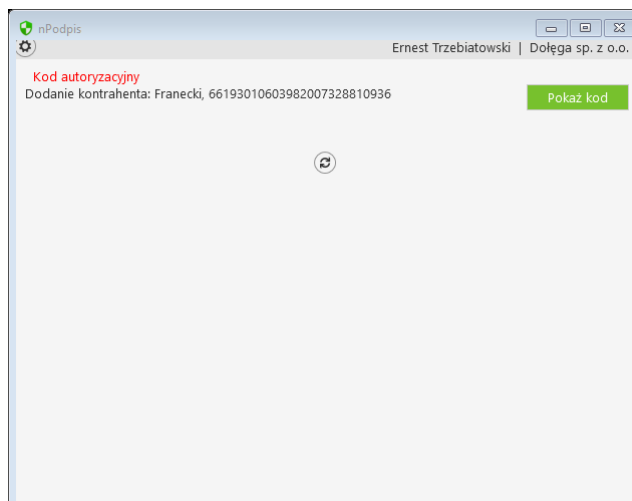 nPodpis
Ernest Trzebiatowski | Dołęga sp. z o.o.
Kod autoryzacyjny
Dodanie kontrahenta: Franecki, 66193010603982007328810936
Pokaż kod